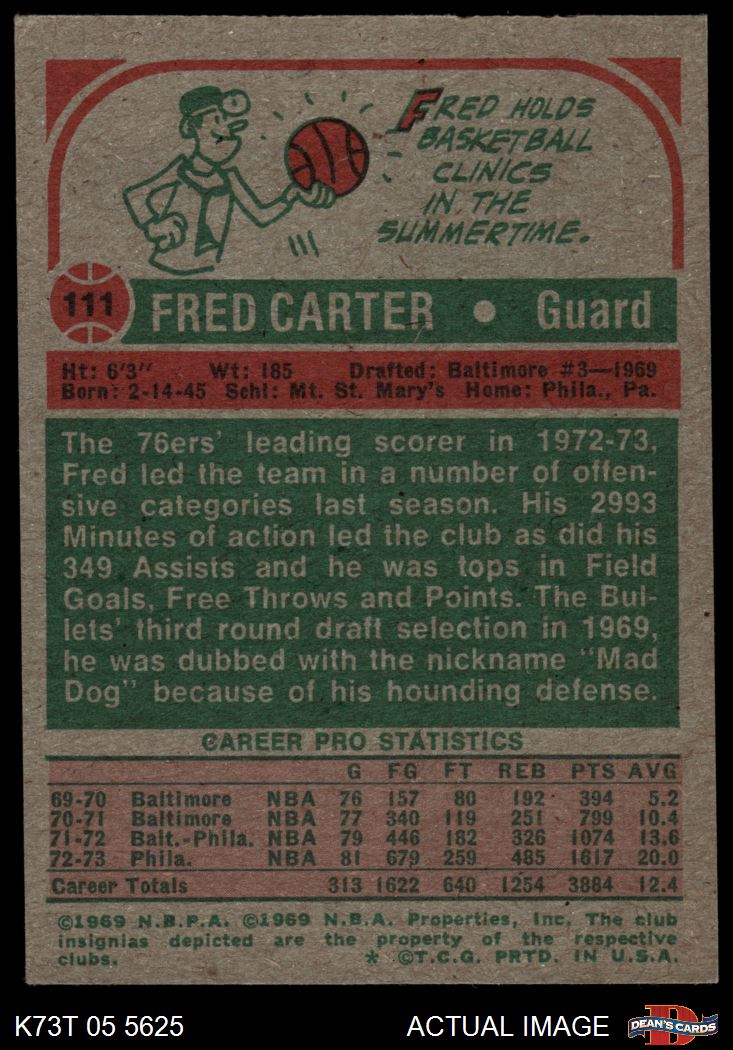 FRED HOLDS
BASKETBALL
CLINICS
IN THE
SUMMERTIME.
111 FRED CARTER • Guard
Ht: 6'3" Wt: 185 Drafted: Baltimore #3—1969
Born: 2-14-45 Schl: Mt. St. Mary's Home: Phila., Pa.
The 76ers' leading scorer in 1972-73,
Fred led the team in a number of offen-
sive categories last season. His 2993
Minutes of action led the club as did his
349 Assists and he was tops in Field
Goals, Free Throws and Points. The Bul-
lets' third round draft selection in 1969,
he was dubbed with the nickname "Mad
Dog" because of his hounding defense.
CAREER PRO STATISTICS
G FG FT REB PTS AVG
69-70 Baltimore NBA 76 157 80 192 394 5.2
70-71 Baltimore NBA 77 340 119 251 799 10.4
71-72 Balt.-Phila. NBA 79 446 182 326 1074 13.6
72-73 Phila. NBA 81 679 259 485 1617 20.0
Career Totals 313 1622 640 1254 3884 12.4
©1969 N.B.P.A. ©1969 N.B.A. Properties, Inc. The club
insignias depicted are the property of the respective
clubs. * ©T.C.G. PRTD. IN U.S.A.
K73T 05 5625 ACTUAL IMAGE DEAN'S CARDS